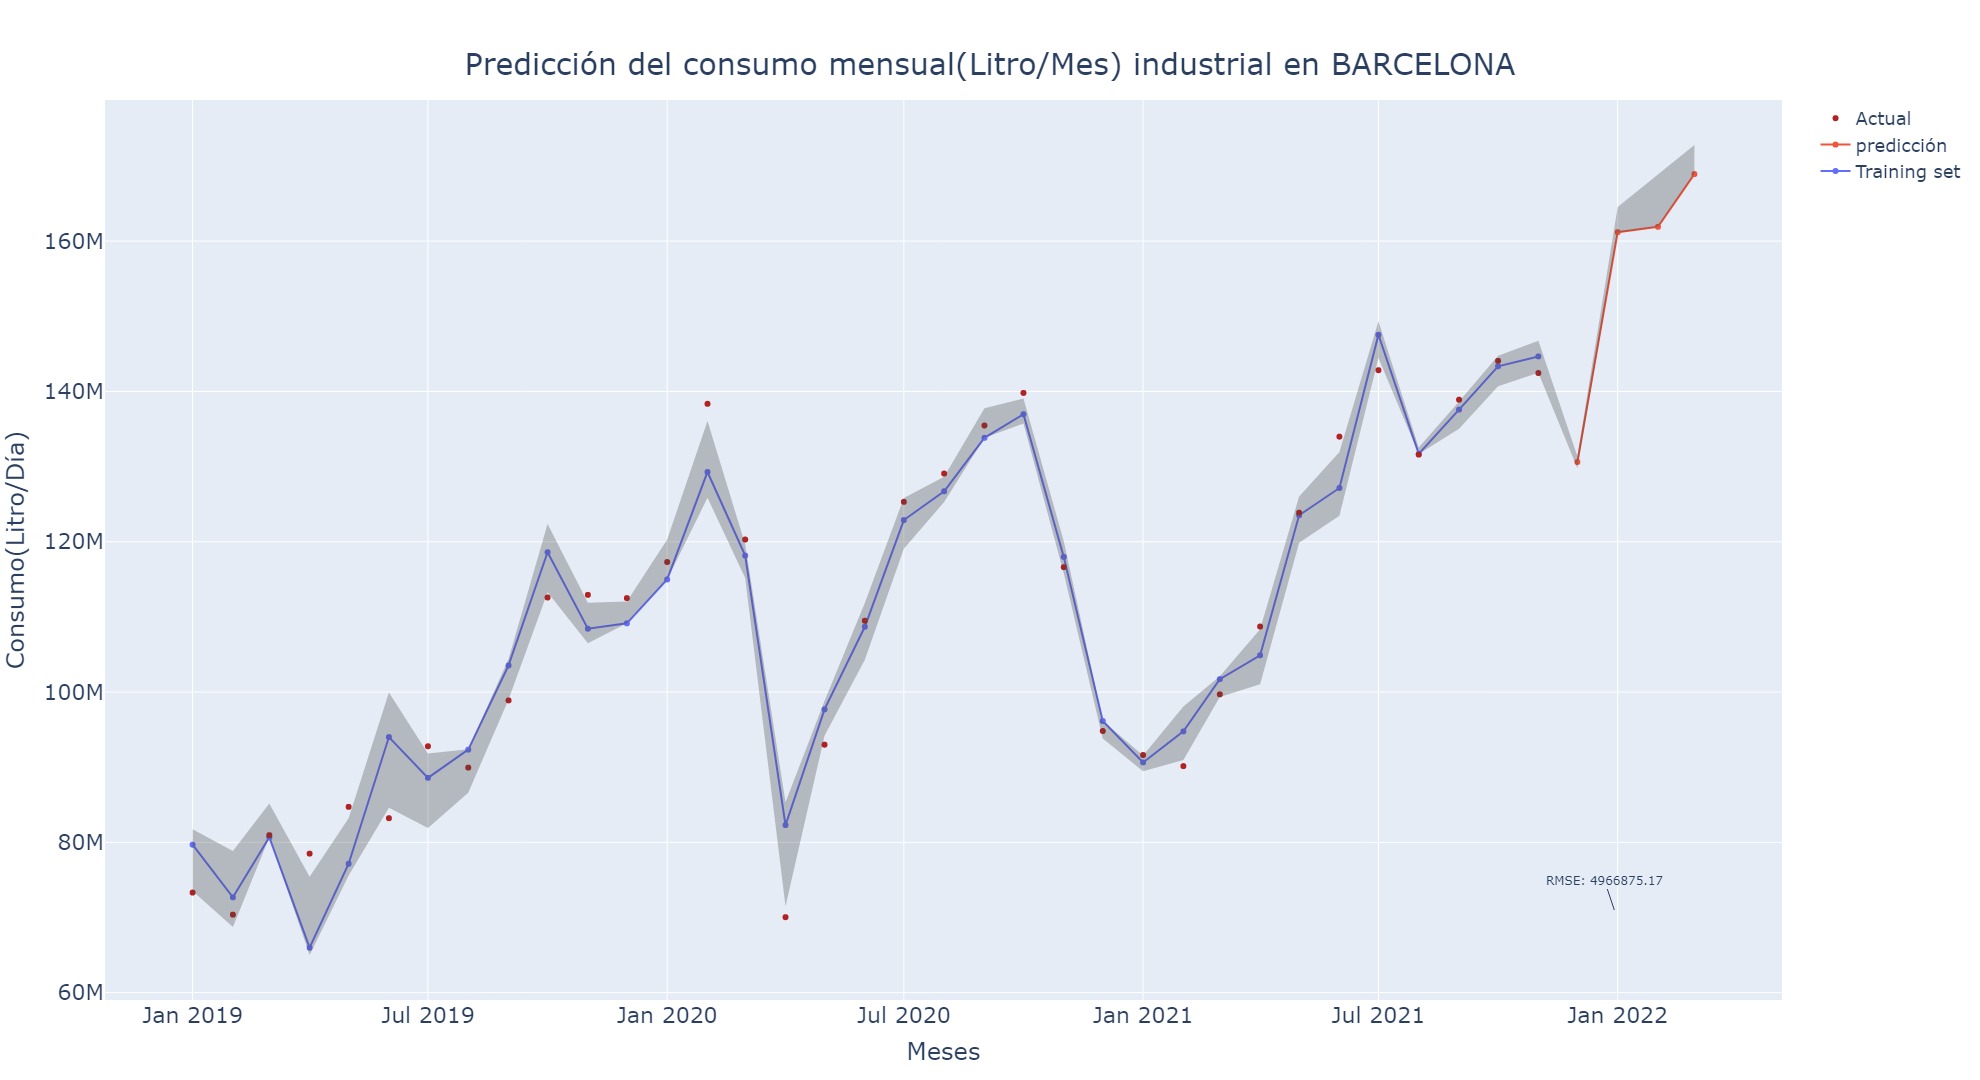 Predicción del consumo mensual(Litro/Mes) industrial en BARCELONA
Actual
predicción
Training set
Consumo(Litro/Día)
160M
140M
120M
100M
80M
60M
RMSE: 4966875.17
Jan 2019
Jul 2019
Jan 2020
Jul 2020
Jan 2021
Jul 2021
Jan 2022
Meses